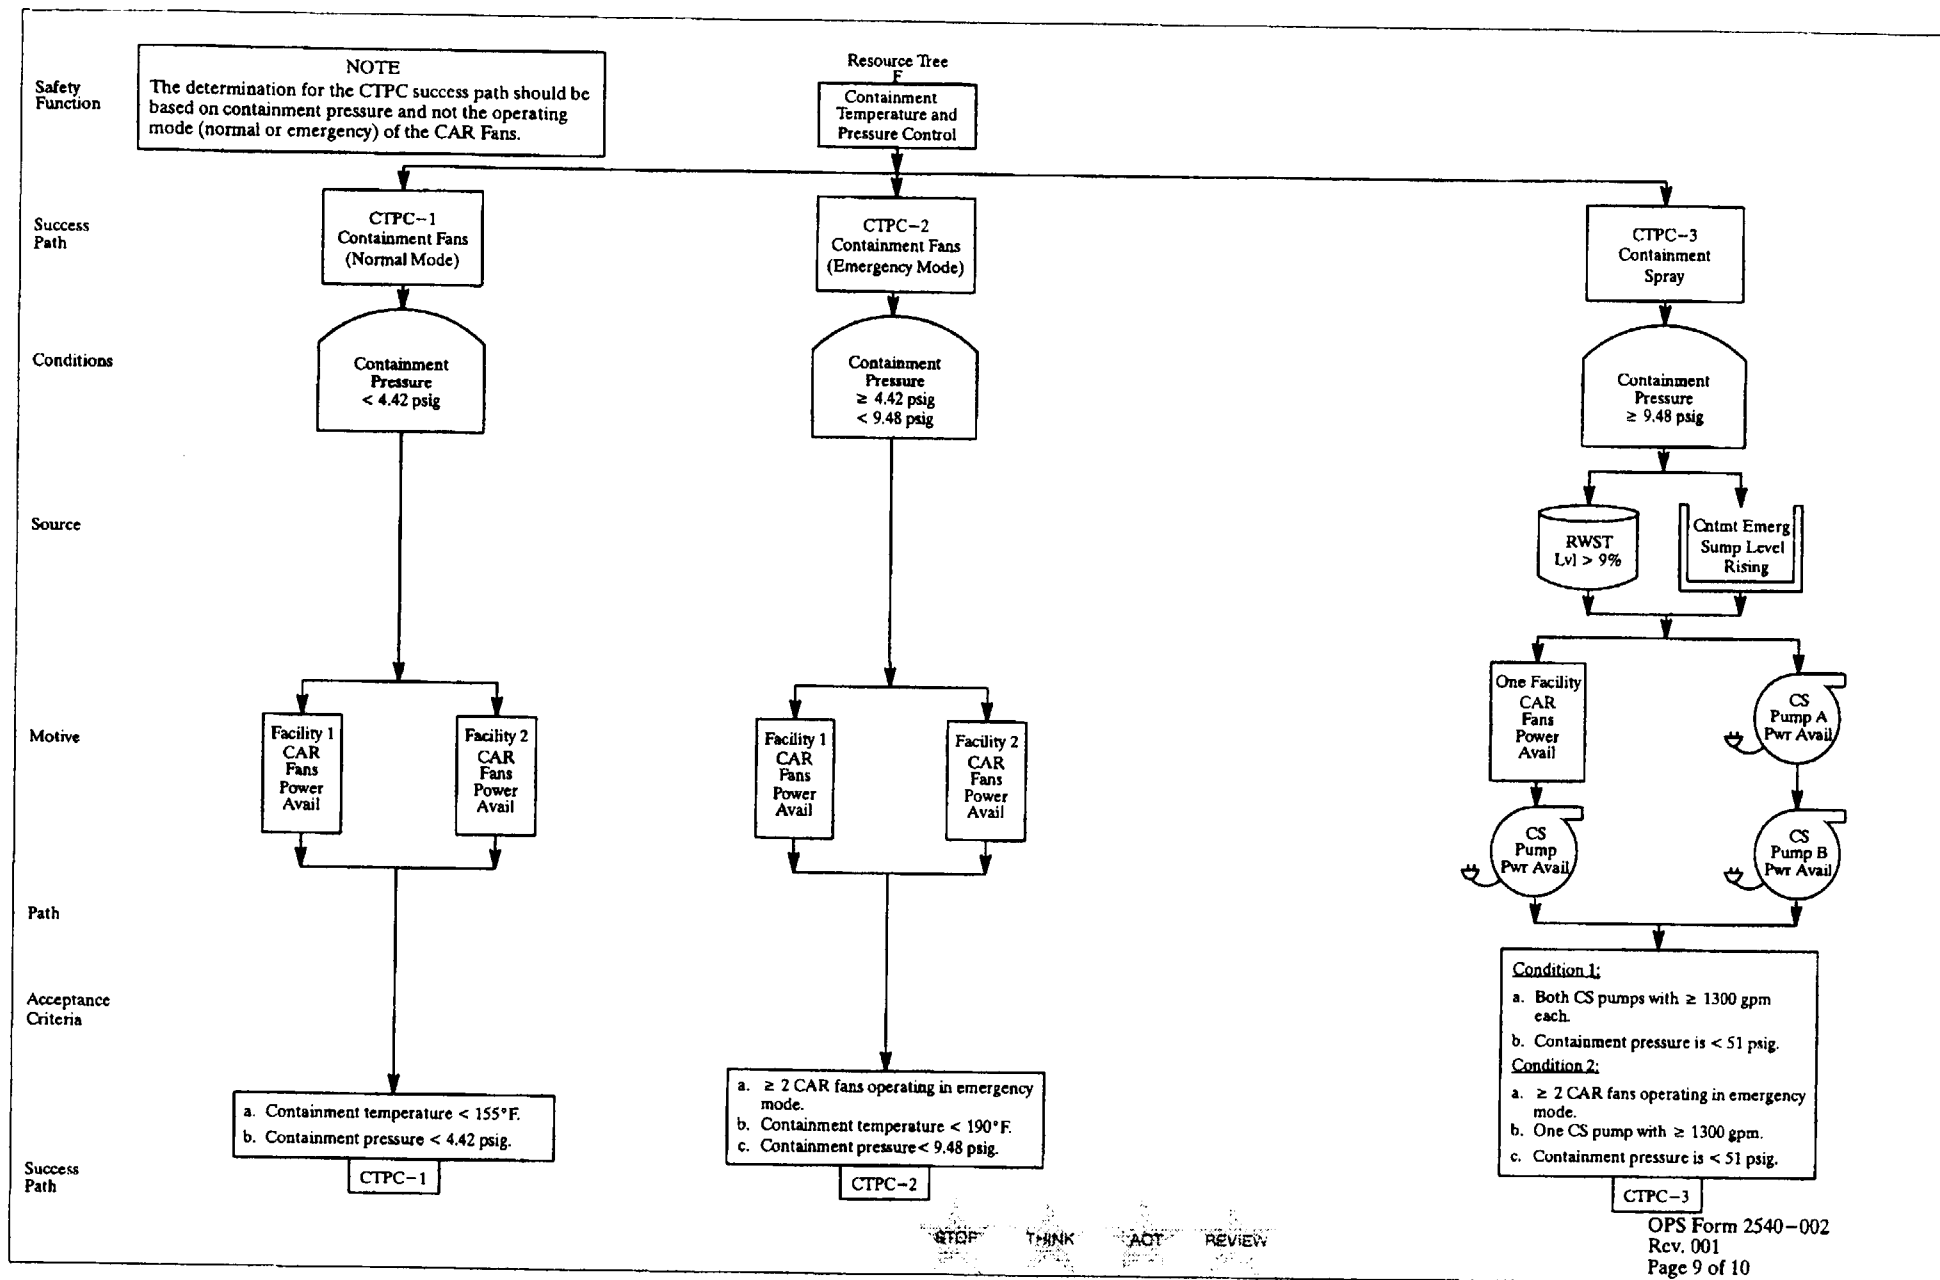 Safety
Function
NOTE
The determination for the CTPC success path should be
based on containment pressure and not the operating
mode (normal or emergency) of the CAR Fans.
Resource Tree
F
Containment
Temperature and
Pressure Control
Success
Path
CTPC-1
Containment Fans
(Normal Mode)
CTPC-2
Containment Fans
(Emergency Mode)
CTPC-3
Containment
Spray
Conditions
Containment
Pressure
< 4.42 psig
Containment
Pressure
≥ 4.42 psig
< 9.48 psig
Containment
Pressure
≥ 9.48 psig
Source
RWST
Lvl > 9%
Cntmt Emerg
Sump Level
Rising
Motive
Facility 1
CAR
Fans
Power
Avail
Facility 2
CAR
Fans
Power
Avail
Facility 1
CAR
Fans
Power
Avail
Facility 2
CAR
Fans
Power
Avail
One Facility
CAR
Fans
Power
Avail
CS
Pump A
Pwr Avail
CS
Pump
Pwr Avail
CS
Pump B
Pwr Avail
Path
Acceptance
Criteria
a. Containment temperature < 155°F.
b. Containment pressure < 4.42 psig.
a. ≥ 2 CAR fans operating in emergency
mode.
b. Containment temperature < 190°F.
c. Containment pressure < 9.48 psig.
Condition 1:
a. Both CS pumps with ≥ 1300 gpm
each.
b. Containment pressure is < 51 psig.
Condition 2:
a. ≥ 2 CAR fans operating in emergency
mode.
b. One CS pump with ≥ 1300 gpm.
c. Containment pressure is < 51 psig.
Success
Path
CTPC-1
CTPC-2
CTPC-3
STOP THINK ACT REVIEW
OPS Form 2540-002
Rev. 001
Page 9 of 10